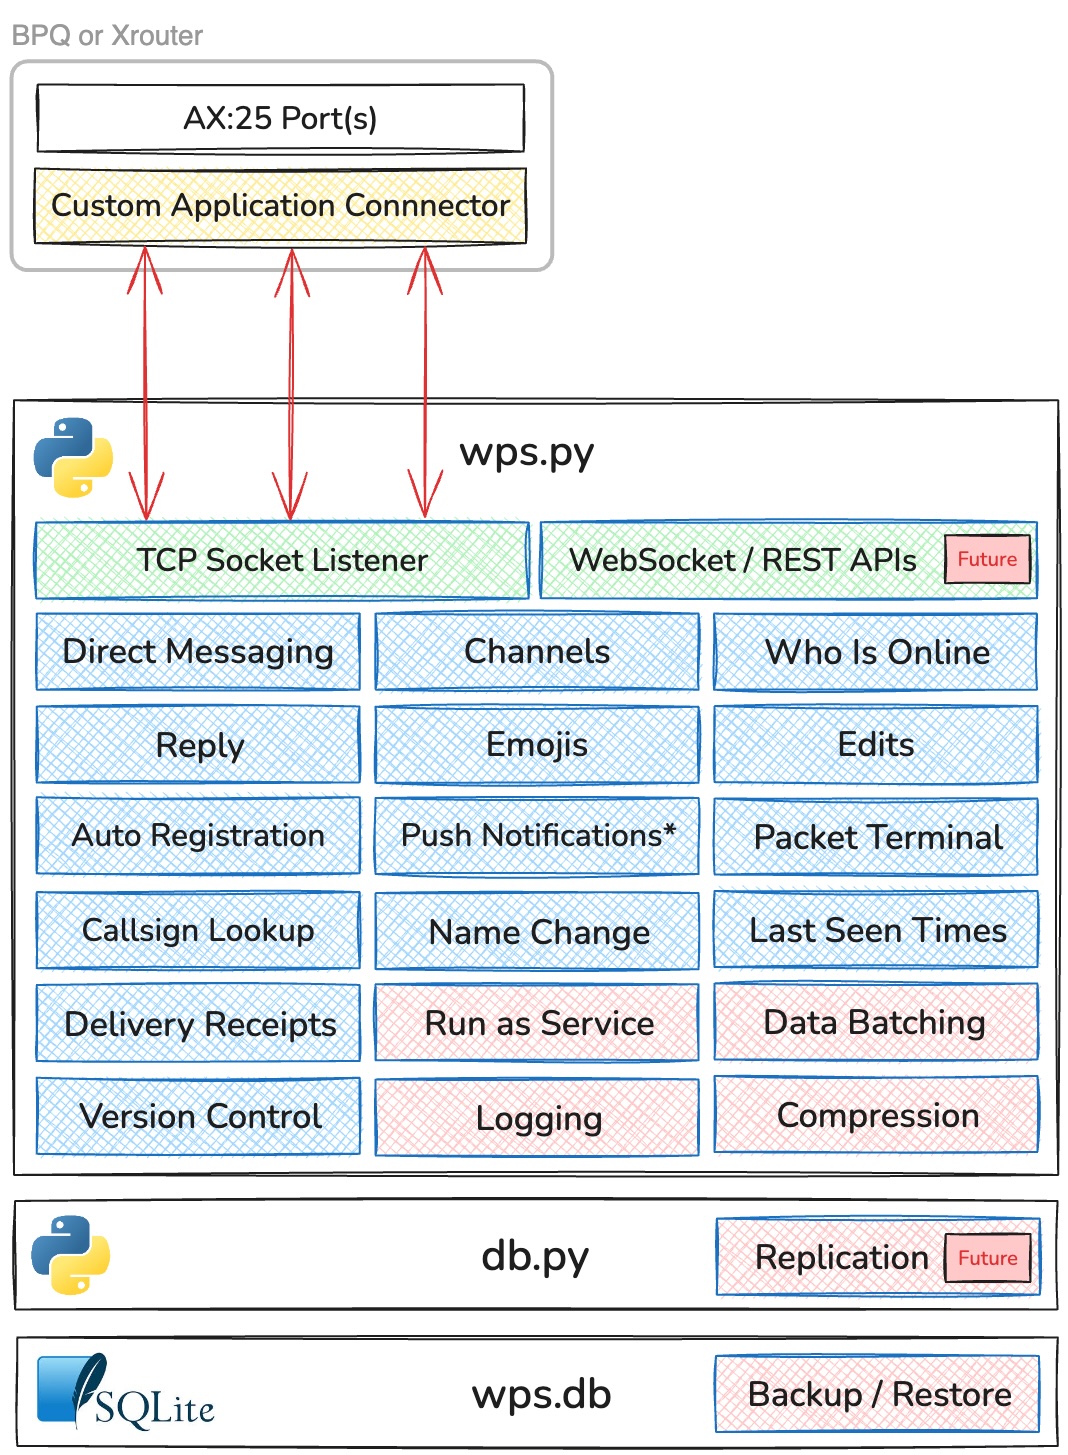 BPQ or Xrouter
AX:25 Port(s)
Custom Application Connnector
wps.py
TCP Socket Listener
WebSocket / REST APIs
Future
Direct Messaging
Channels
Who Is Online
Reply
Emojis
Edits
Auto Registration
Push Notifications*
Packet Terminal
Callsign Lookup
Name Change
Last Seen Times
Delivery Receipts
Run as Service
Data Batching
Version Control
Logging
Compression
db.py
Replication
Future
SQLite
wps.db
Backup / Restore